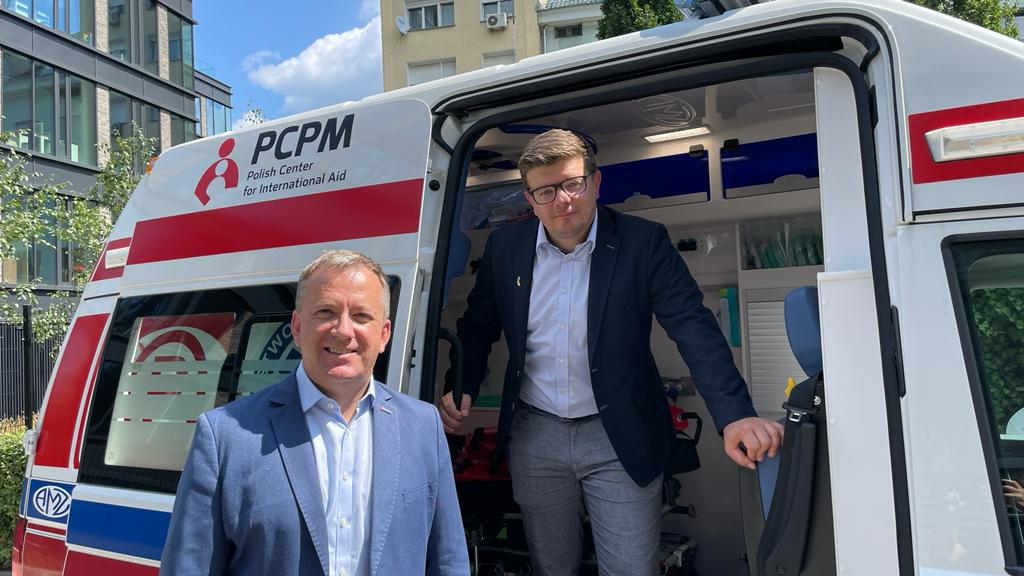 PCPM
Polish Center
for International Aid
AMZ